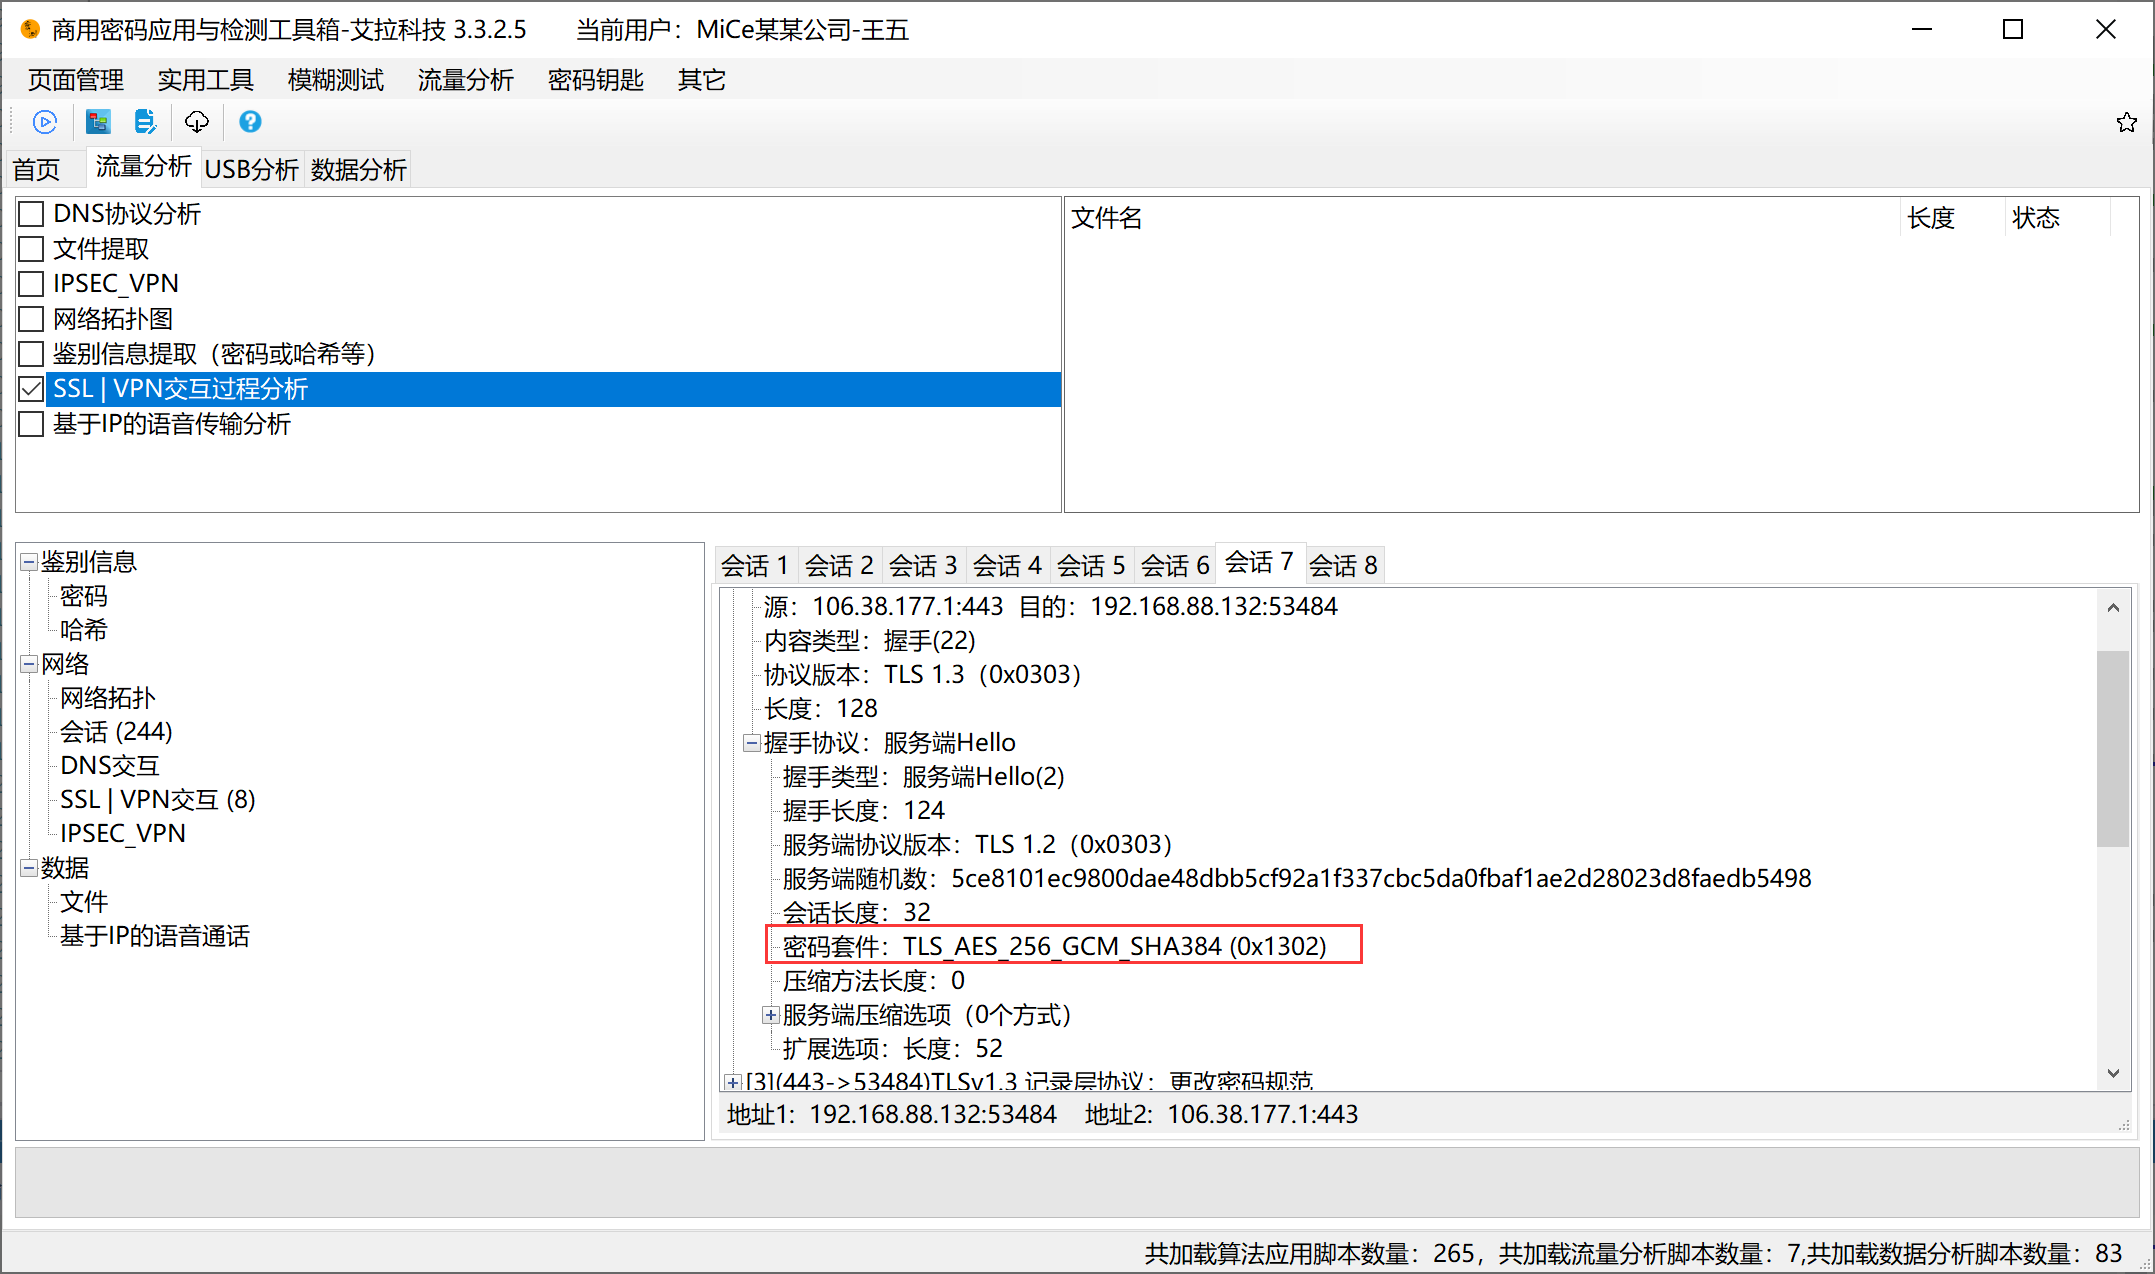 商用密码应用与检测工具箱-艾拉科技 3.3.2.5 当前用户：MiCe某某公司-王五
页面管理 实用工具 模糊测试 流量分析 密码钥匙 其它
首页 流量分析 USB分析 数据分析
DNS协议分析
文件提取
IPSEC_VPN
网络拓扑图
鉴别信息提取（密码或哈希等）
SSL | VPN交互过程分析
基于IP的语音传输分析
文件名 长度 状态
鉴别信息
密码
哈希
网络
网络拓扑
会话 (244)
DNS交互
SSL | VPN交互 (8)
IPSEC_VPN
数据
文件
基于IP的语音通话
会话 1 会话 2 会话 3 会话 4 会话 5 会话 6 会话 7 会话 8
源：106.38.177.1:443 目的：192.168.88.132:53484
内容类型：握手(22)
协议版本：TLS 1.3（0x0303）
长度：128
握手协议：服务端Hello
握手类型：服务端Hello(2)
握手长度：124
服务端协议版本：TLS 1.2（0x0303）
服务端随机数：5ce8101ec9800dae48dbb5cf92a1f337cbc5da0fbaf1ae2d28023d8faedb5498
会话长度：32
密码套件：TLS_AES_256_GCM_SHA384 (0x1302)
压缩方法长度：0
服务端压缩选项（0个方式）
扩展选项：长度：52
[3](443->53484)TLSv1.3 记录层协议：更改密码规范
地址1：192.168.88.132:53484 地址2：106.38.177.1:443
共加载算法应用脚本数量：265，共加载流量分析脚本数量：7,共加载数据分析脚本数量：83